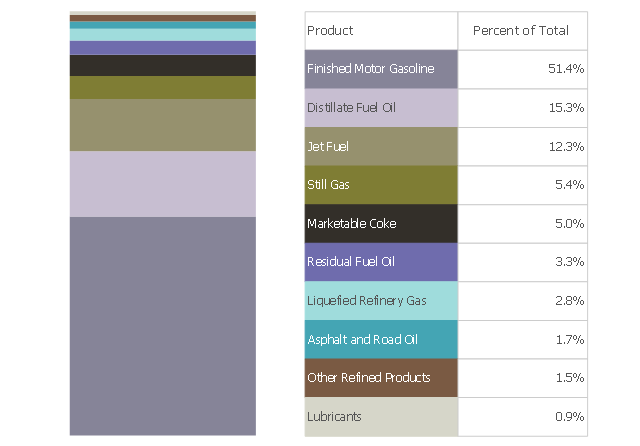 Product Percent of Total
Finished Motor Gasoline 51.4%
Distillate Fuel Oil 15.3%
Jet Fuel 12.3%
Still Gas 5.4%
Marketable Coke 5.0%
Residual Fuel Oil 3.3%
Liquefied Refinery Gas 2.8%
Asphalt and Road Oil 1.7%
Other Refined Products 1.5%
Lubricants 0.9%